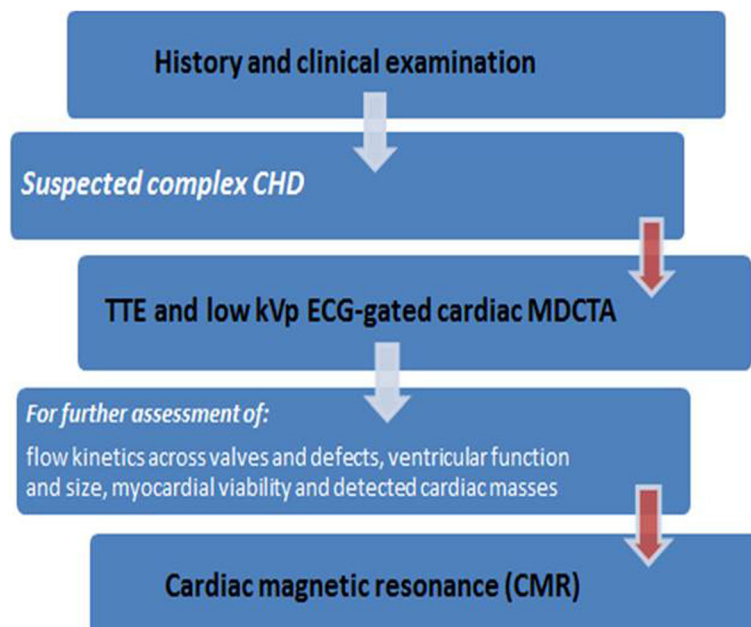 History and clinical examination
Suspected complex CHD
TTE and low kVp ECG-gated cardiac MDCTA
For further assessment of:
flow kinetics across valves and defects, ventricular function
and size, myocardial viability and detected cardiac masses
Cardiac magnetic resonance (CMR)